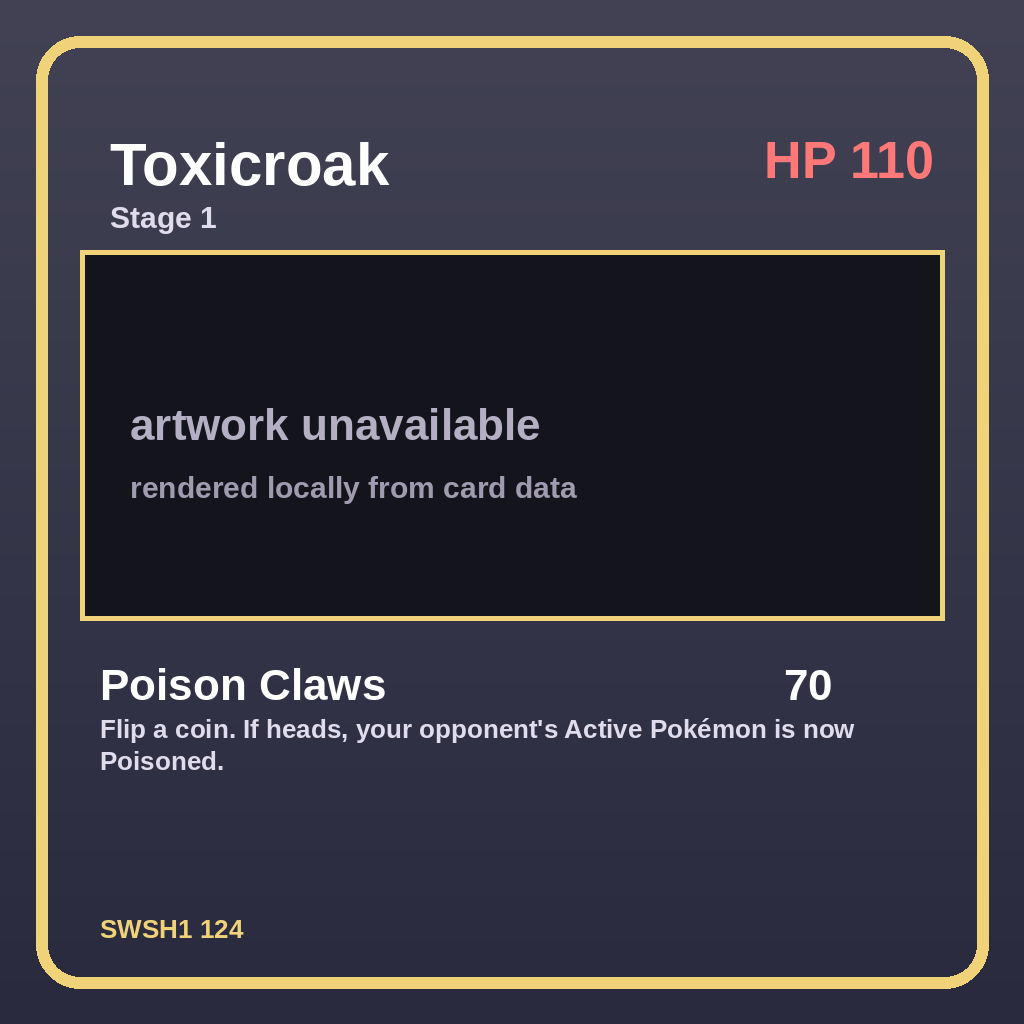 Toxicroak
HP 110
Stage 1
artwork unavailable
rendered locally from card data
Poison Claws
70
Flip a coin. If heads, your opponent's Active Pokémon is now
Poisoned.
SWSH1 124